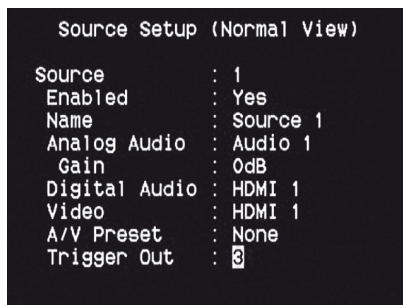 Source Setup (Normal View)
Source : 1
Enabled : Yes
Name : Source 1
Analog Audio : Audio 1
Gain : 0dB
Digital Audio : HDMI 1
Video : HDMI 1
A/V Preset : None
Trigger Out : 3